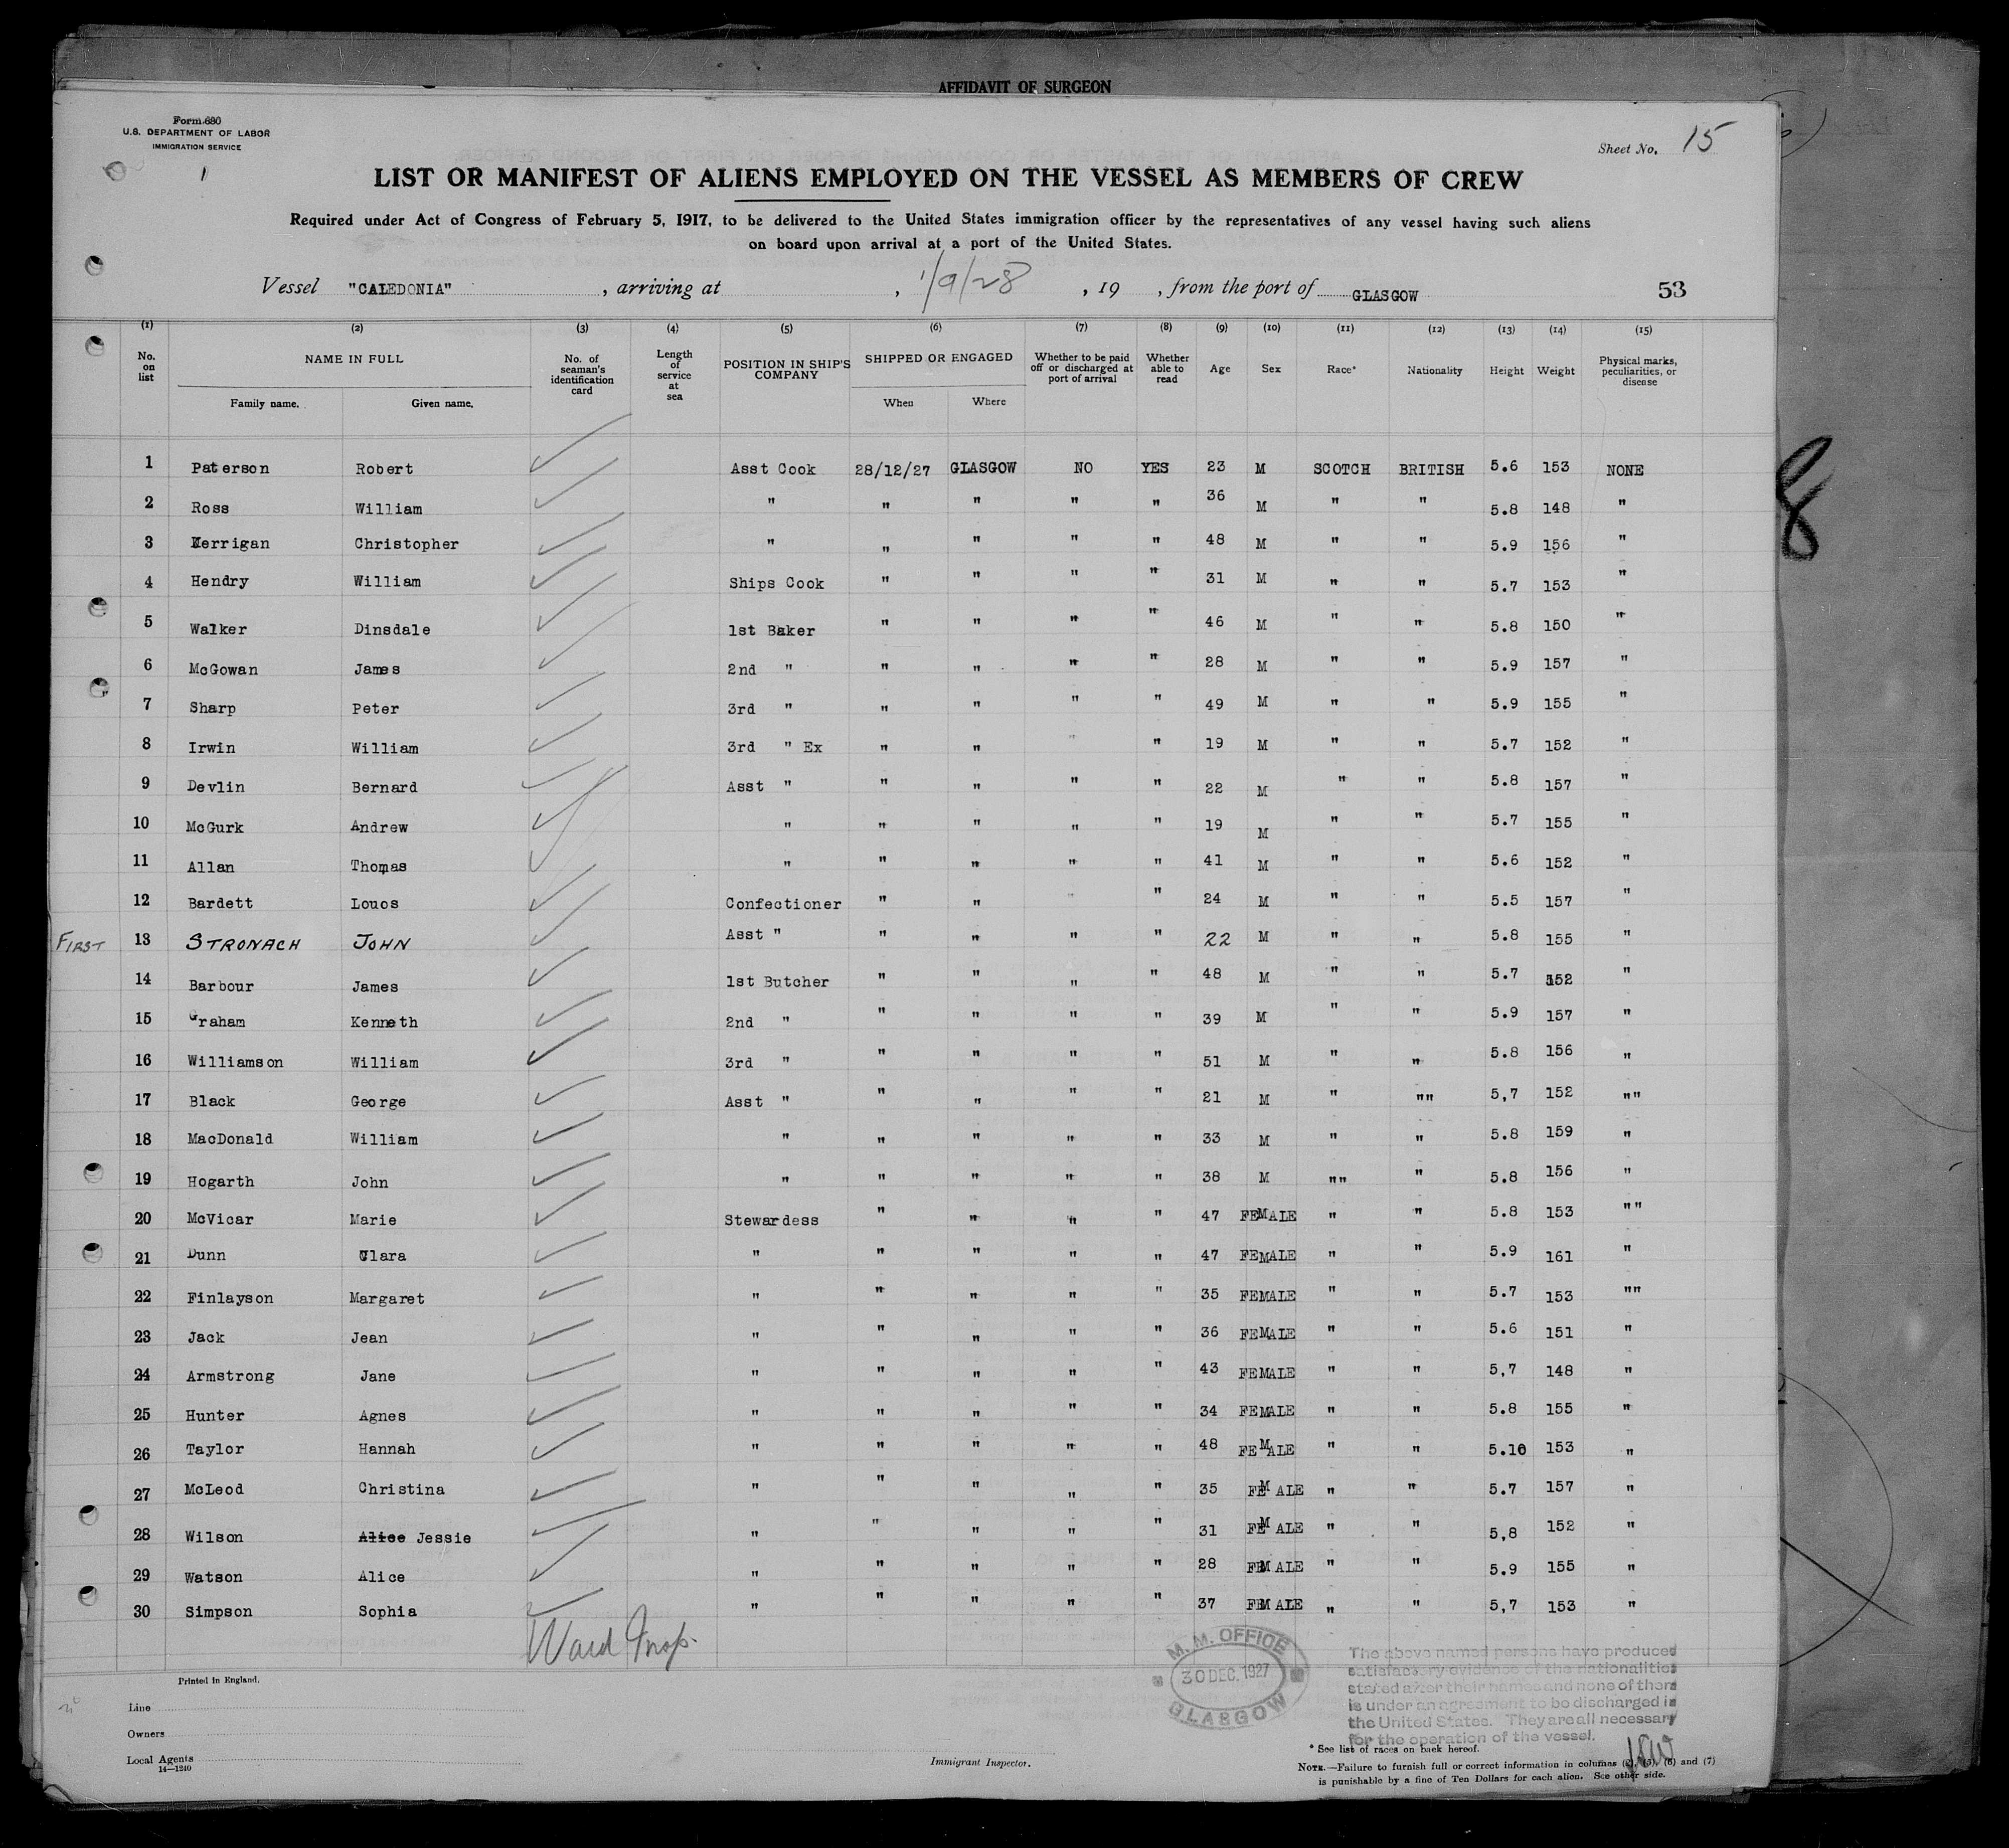 AFFIDAVIT OF SURGEON
Form 680
U.S. DEPARTMENT OF LABOR
IMMIGRATION SERVICE
Sheet No. 15
LIST OR MANIFEST OF ALIENS EMPLOYED ON THE VESSEL AS MEMBERS OF CREW
Required under Act of Congress of February 5, 1917, to be delivered to the United States immigration officer by the representatives of any vessel having such aliens
on board upon arrival at a port of the United States.
Vessel "CALEDONIA", arriving at , 1/9/28, 19 , from the port of GLASGOW 53
(1) (2) (3) (4) (5) (6) (7) (8) (9) (10) (11) (12) (13) (14) (15)
No. on list NAME IN FULL Family name. Given name. No. of seaman's identification card Length of service at sea POSITION IN SHIP'S COMPANY SHIPPED OR ENGAGED When Where Whether to be paid off or discharged at port of arrival Whether able to read Age Sex Race* Nationality Height Weight Physical marks, peculiarities, or disease
1 Paterson Robert Asst Cook 28/12/27 GLASGOW NO YES 23 M SCOTCH BRITISH 5.6 153 NONE
2 Ross William " " " " " 36 M " " 5.8 148 "
3 Kerrigan Christopher " " " " " 48 M " " 5.9 156 "
4 Hendry William Ships Cook " " " " 31 M " " 5.7 153 "
5 Walker Dinsdale 1st Baker " " " " 46 M " " 5.8 150 "
6 McGowan James 2nd " " " " " 28 M " " 5.9 157 "
7 Sharp Peter 3rd " " " " " 49 M " " 5.9 155 "
8 Irwin William 3rd " Ex " " " " 19 M " " 5.7 152 "
9 Devlin Bernard Asst " " " " " 22 M " " 5.8 157 "
10 McGurk Andrew " " " " " 19 M " " 5.7 155 "
11 Allan Thomas " " " " " 41 M " " 5.6 152 "
12 Bardett Louos Confectioner " " " " 24 M " " 5.5 157 "
FIRST 13 STRONACH JOHN Asst " " " " " 22 M " " 5.8 155 "
14 Barbour James 1st Butcher " " " " 48 M " " 5.7 152 "
15 Graham Kenneth 2nd " " " " " 39 M " " 5.9 157 "
16 Williamson William 3rd " " " " " 51 M " " 5.8 156 "
17 Black George Asst " " " " " 21 M " "" 5,7 152 ""
18 MacDonald William " " " " " 33 M " " 5.8 159 "
19 Hogarth John " " " " " 38 M "" " 5.8 156 "
20 McVicar Marie Stewardess " " " " 47 FEMALE " " 5.8 153 ""
21 Dunn Clara " " " " " 47 FEMALE " " 5.9 161 "
22 Finlayson Margaret " " " " " 35 FEMALE " " 5.7 153 ""
23 Jack Jean " " " " " 36 FEMALE " " 5.6 151 "
24 Armstrong Jane " " " " " 43 FEMALE " " 5,7 148 "
25 Hunter Agnes " " " " " 34 FEMALE " " 5.8 155 "
26 Taylor Hannah " " " " " 48 FEMALE " " 5.10 153 "
27 McLeod Christina " " " " " 35 FEMALE " " 5.7 157 "
28 Wilson Alice Jessie " " " " " 31 FEMALE " " 5,8 152 "
29 Watson Alice " " " " " 28 FEMALE " " 5.9 155 "
30 Simpson Sophia " " " " " 37 FEMALE " " 5,7 153 "
Ward Insp.
Printed in England.
Line
Owners
Local Agents
14—1240
M. M. OFFICE
30 DEC. 1927
GLASGOW
Immigrant Inspector.
The above named persons have produced
satisfactory evidence of the nationalities
stated after their names and none of them
is under an agreement to be discharged in
the United States. They are all necessary
for the operation of the vessel.
* See list of races on back hereof.
NOTE.—Failure to furnish full or correct information in columns (2), (5), (6) and (7)
is punishable by a fine of Ten Dollars for each alien. See other side.
8